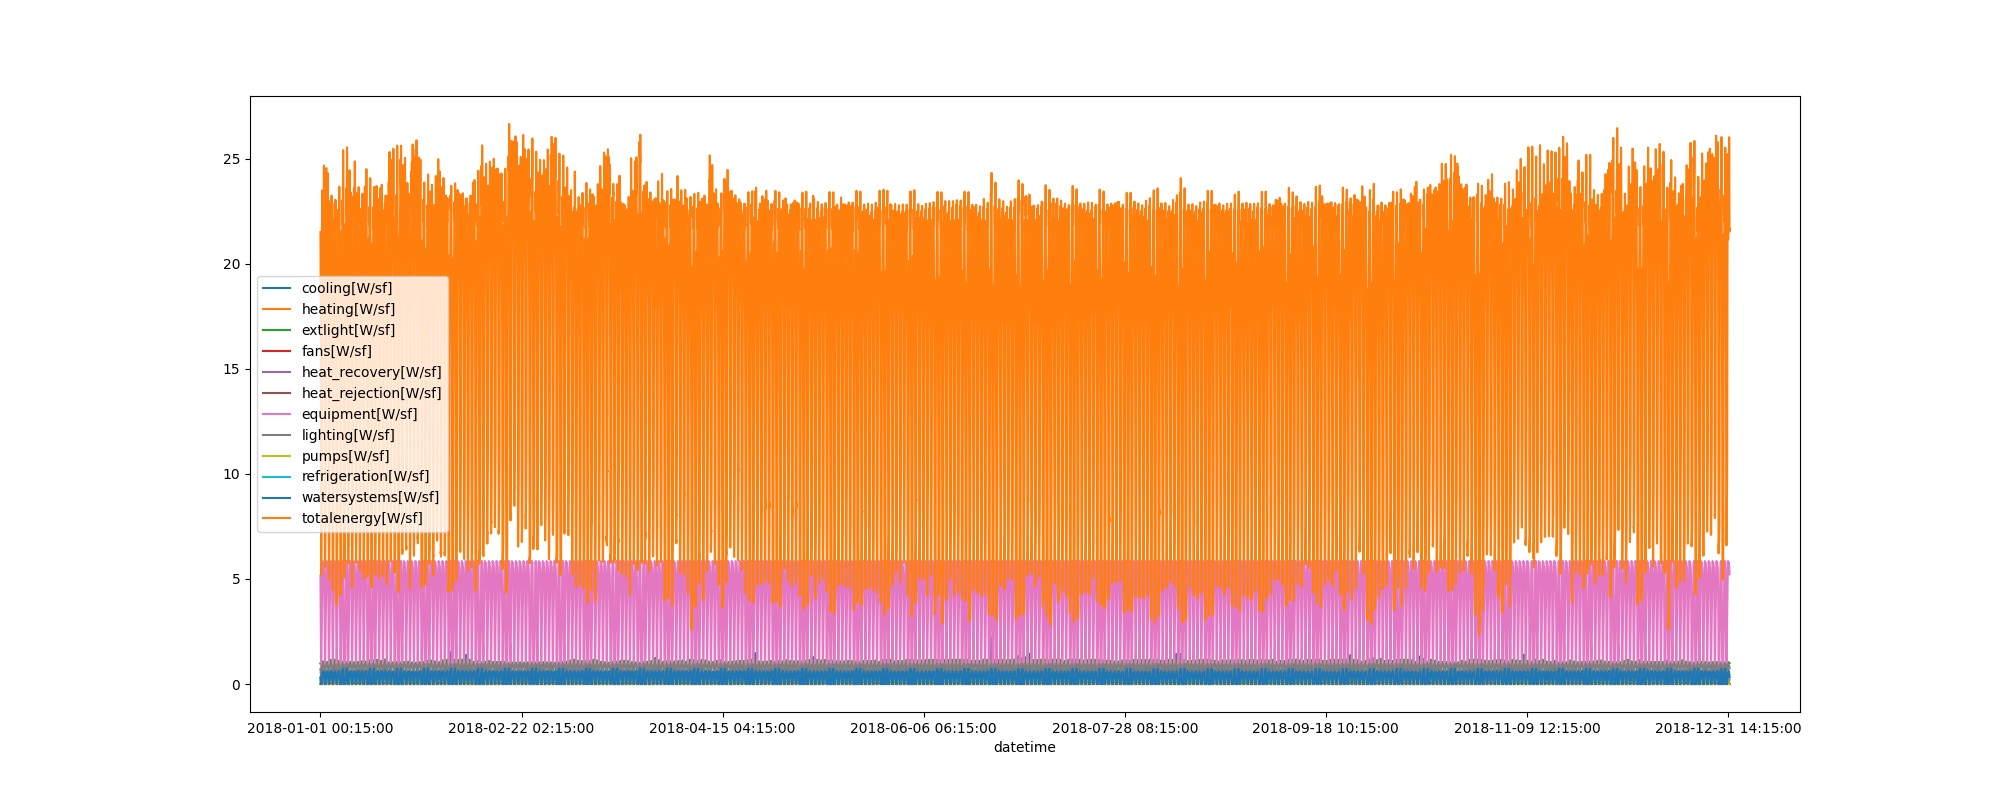 25
20
15
10
5
0
cooling[W/sf]
heating[W/sf]
extlight[W/sf]
fans[W/sf]
heat_recovery[W/sf]
heat_rejection[W/sf]
equipment[W/sf]
lighting[W/sf]
pumps[W/sf]
refrigeration[W/sf]
watersystems[W/sf]
totalenergy[W/sf]
2018-01-01 00:15:00 2018-02-22 02:15:00 2018-04-15 04:15:00 2018-06-06 06:15:00 2018-07-28 08:15:00 2018-09-18 10:15:00 2018-11-09 12:15:00 2018-12-31 14:15:00
datetime